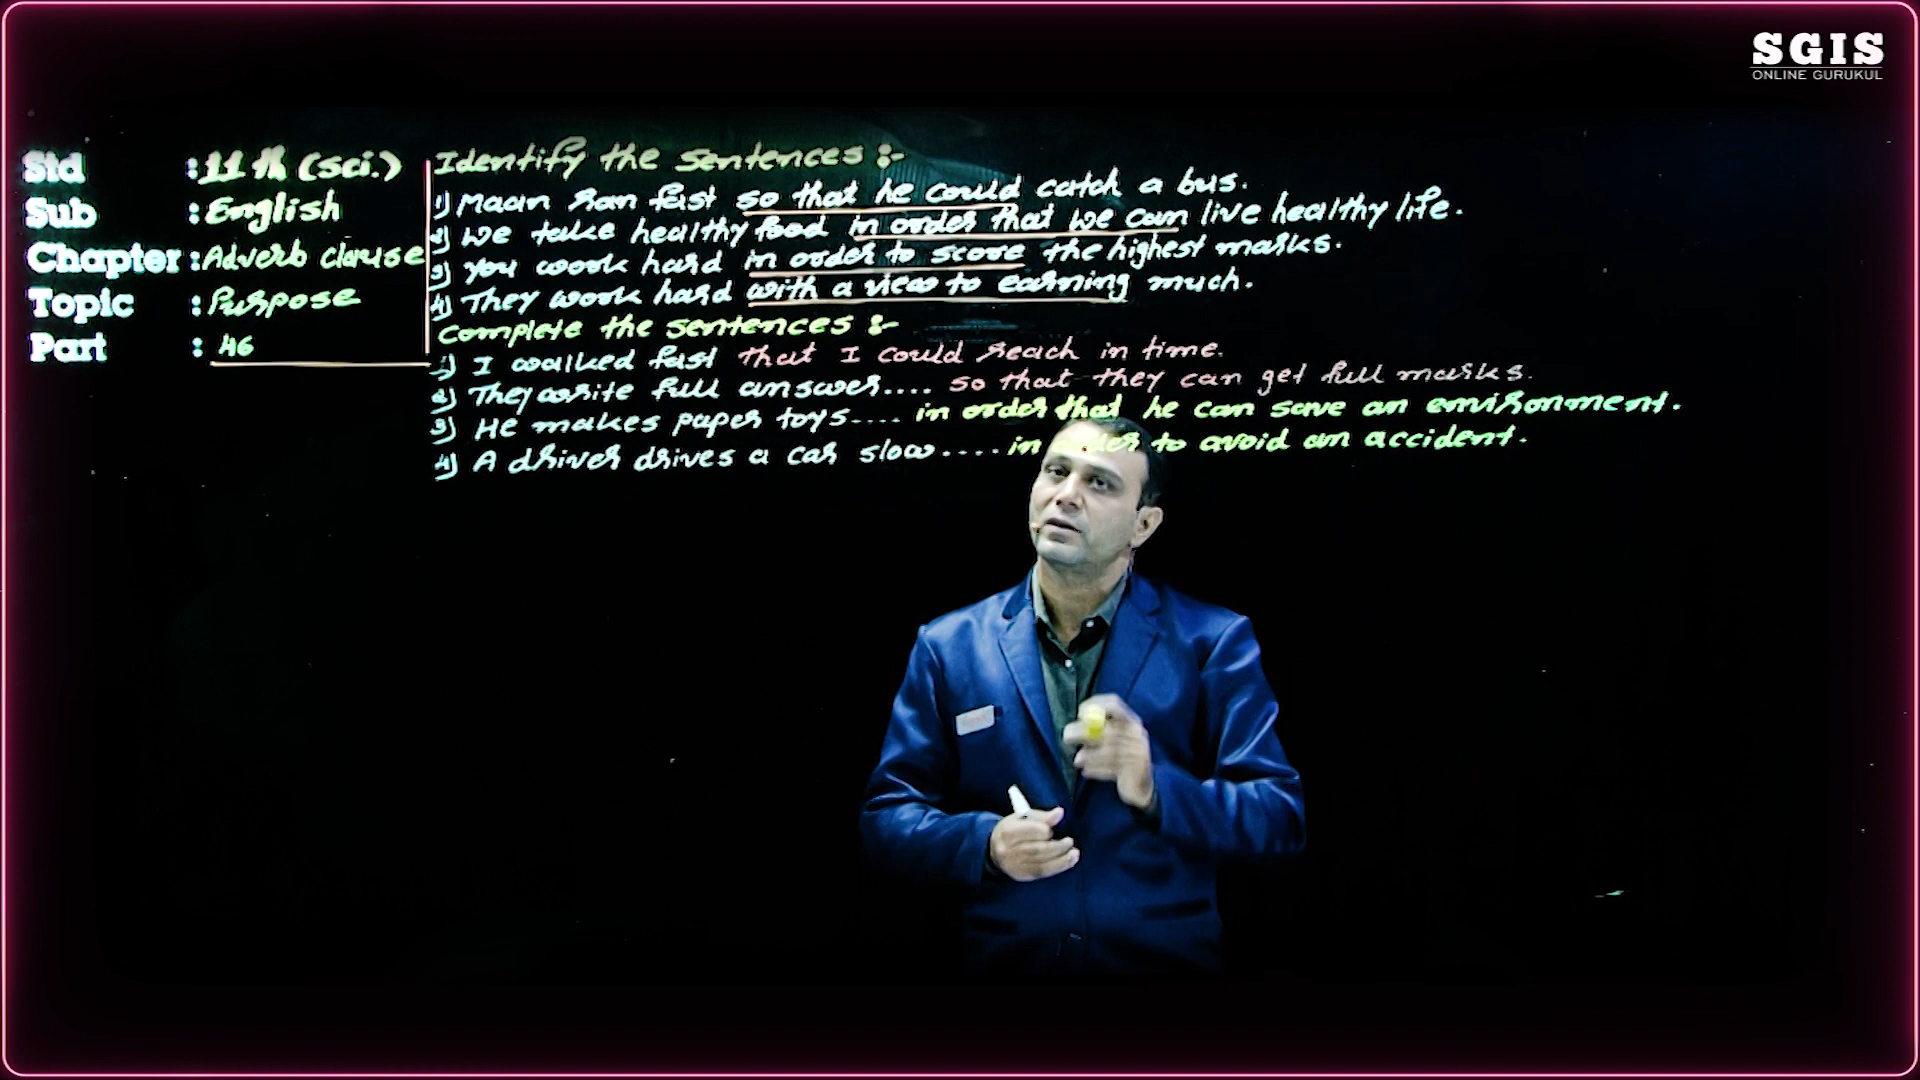 SGIS
ONLINE GURUKUL
Std : 11th (sci.)
Sub : English
Chapter : Adverb clause
Topic : Purpose
Part : 46
Identify the sentences :-
1) Maan ran fast so that he could catch a bus.
2) We take healthy food in order that we can live healthy life.
3) You work hard in order to score the highest marks.
4) They work hard with a view to earning much.
Complete the sentences :-
1) I walked fast that I could reach in time.
2) They write full answer.... so that they can get full marks.
3) He makes paper toys.... in order that he can save an environment.
4) A driver drives a car slow.... in order to avoid an accident.